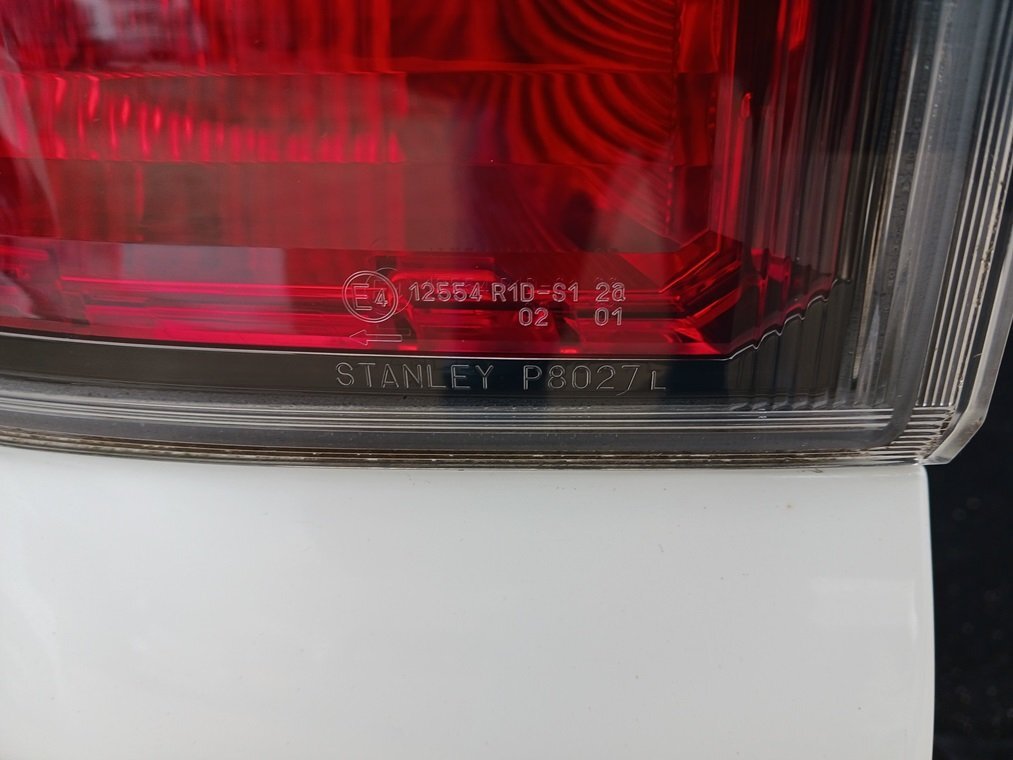 E4 12554 R1D-S1 2a
02 01
STANLEY P8027L